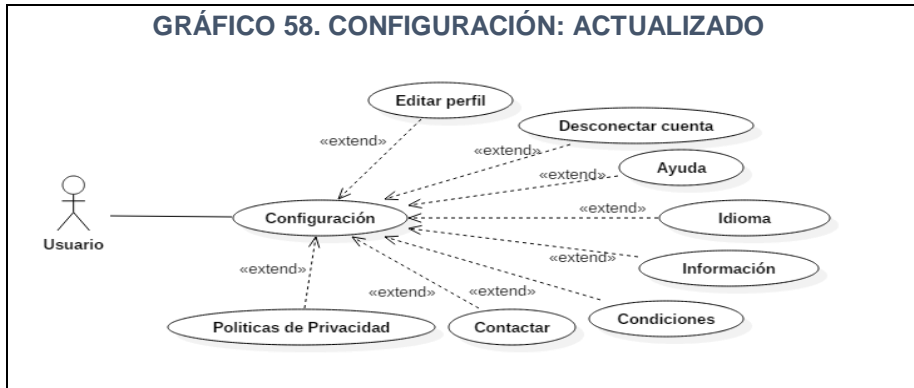 GRÁFICO 58. CONFIGURACIÓN: ACTUALIZADO
Editar perfil
Desconectar cuenta
«extend»
«extend»
Ayuda
«extend»
Usuario
Configuración
«extend»
Idioma
«extend»
«extend»
Información
«extend»
«extend»
Politicas de Privacidad
Contactar
Condiciones